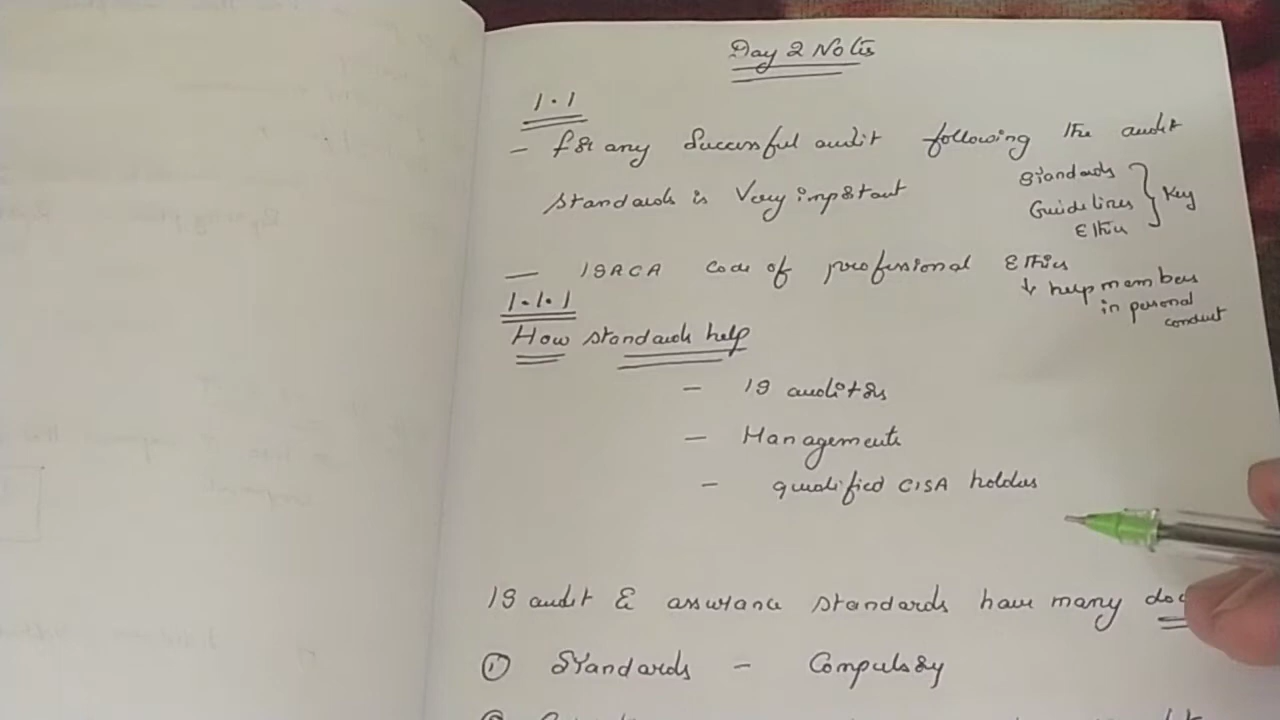 Day 2 Notes
1.1
- for any Successful audit following the audit
standards is Very important
Standards
Guidelines
Ethics
} Key
- ISACA Code of professional Ethics
↓ help members
in personal
conduct
1.1.1
How standards help
- IS auditors
- Managements
- qualified CISA holders
IS audit & assurance standards have many
① Standards - Compulsory